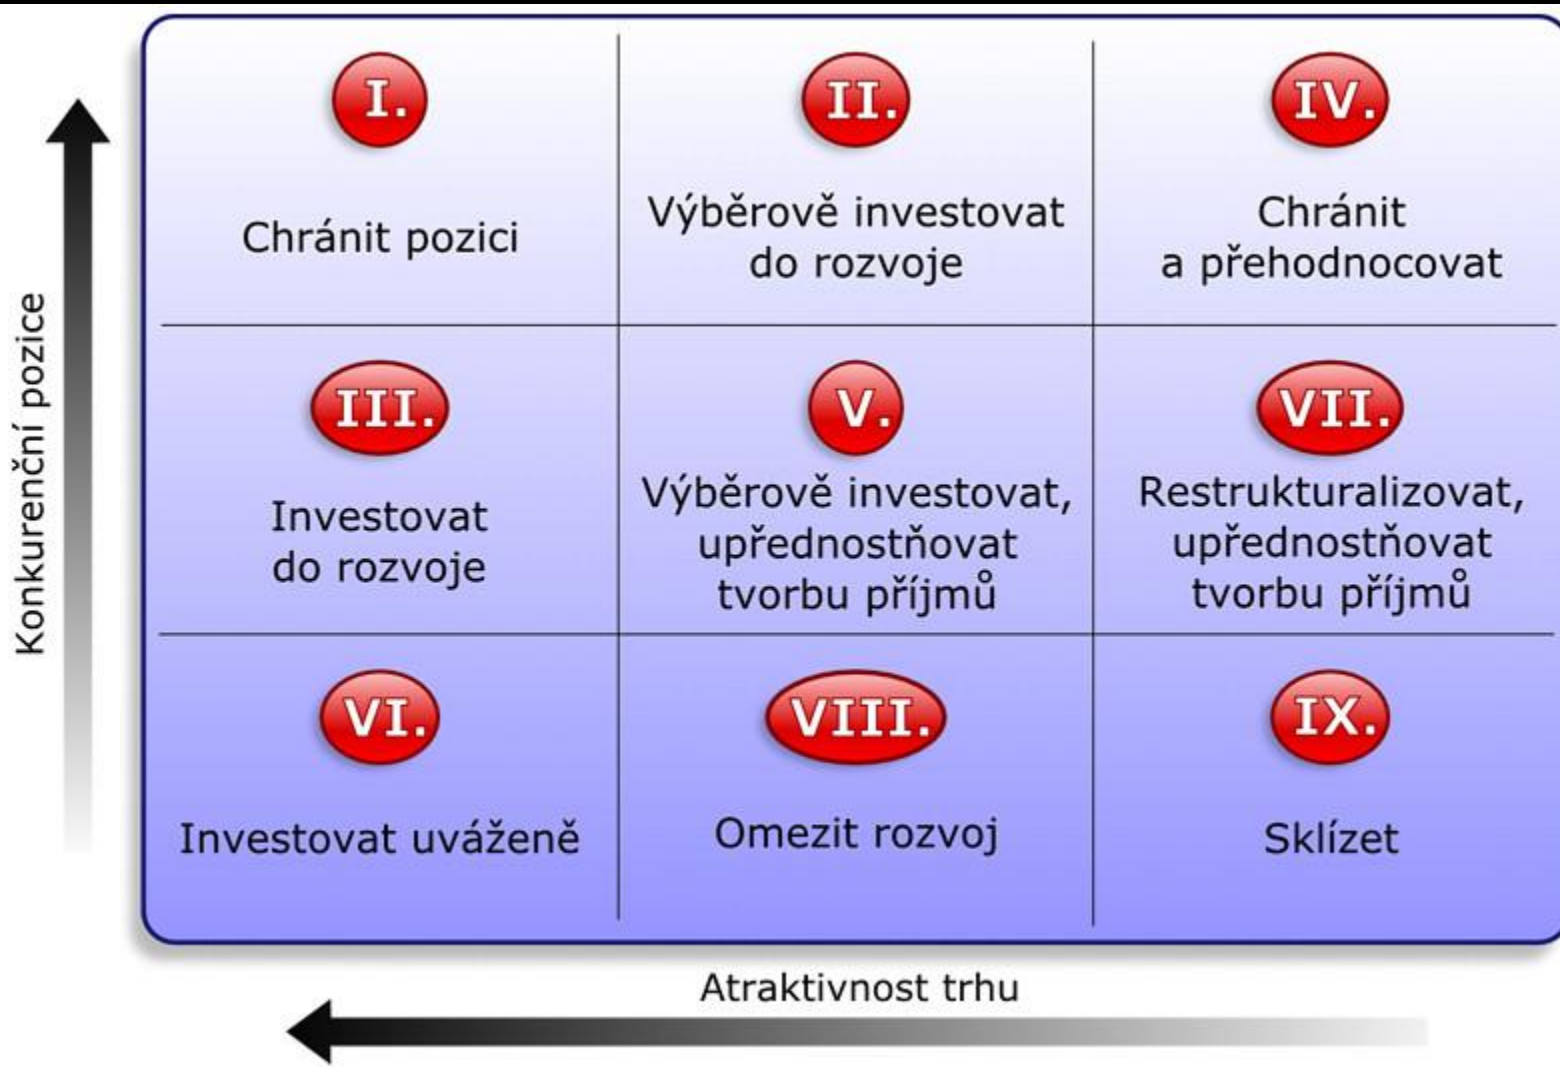 Konkurenční pozice
I.
Chránit pozici
II.
Výběrově investovat
do rozvoje
IV.
Chránit
a přehodnocovat
III.
Investovat
do rozvoje
V.
Výběrově investovat,
upřednostňovat
tvorbu příjmů
VII.
Restrukturalizovat,
upřednostňovat
tvorbu příjmů
VI.
Investovat uváženě
VIII.
Omezit rozvoj
IX.
Sklízet
Atraktivnost trhu